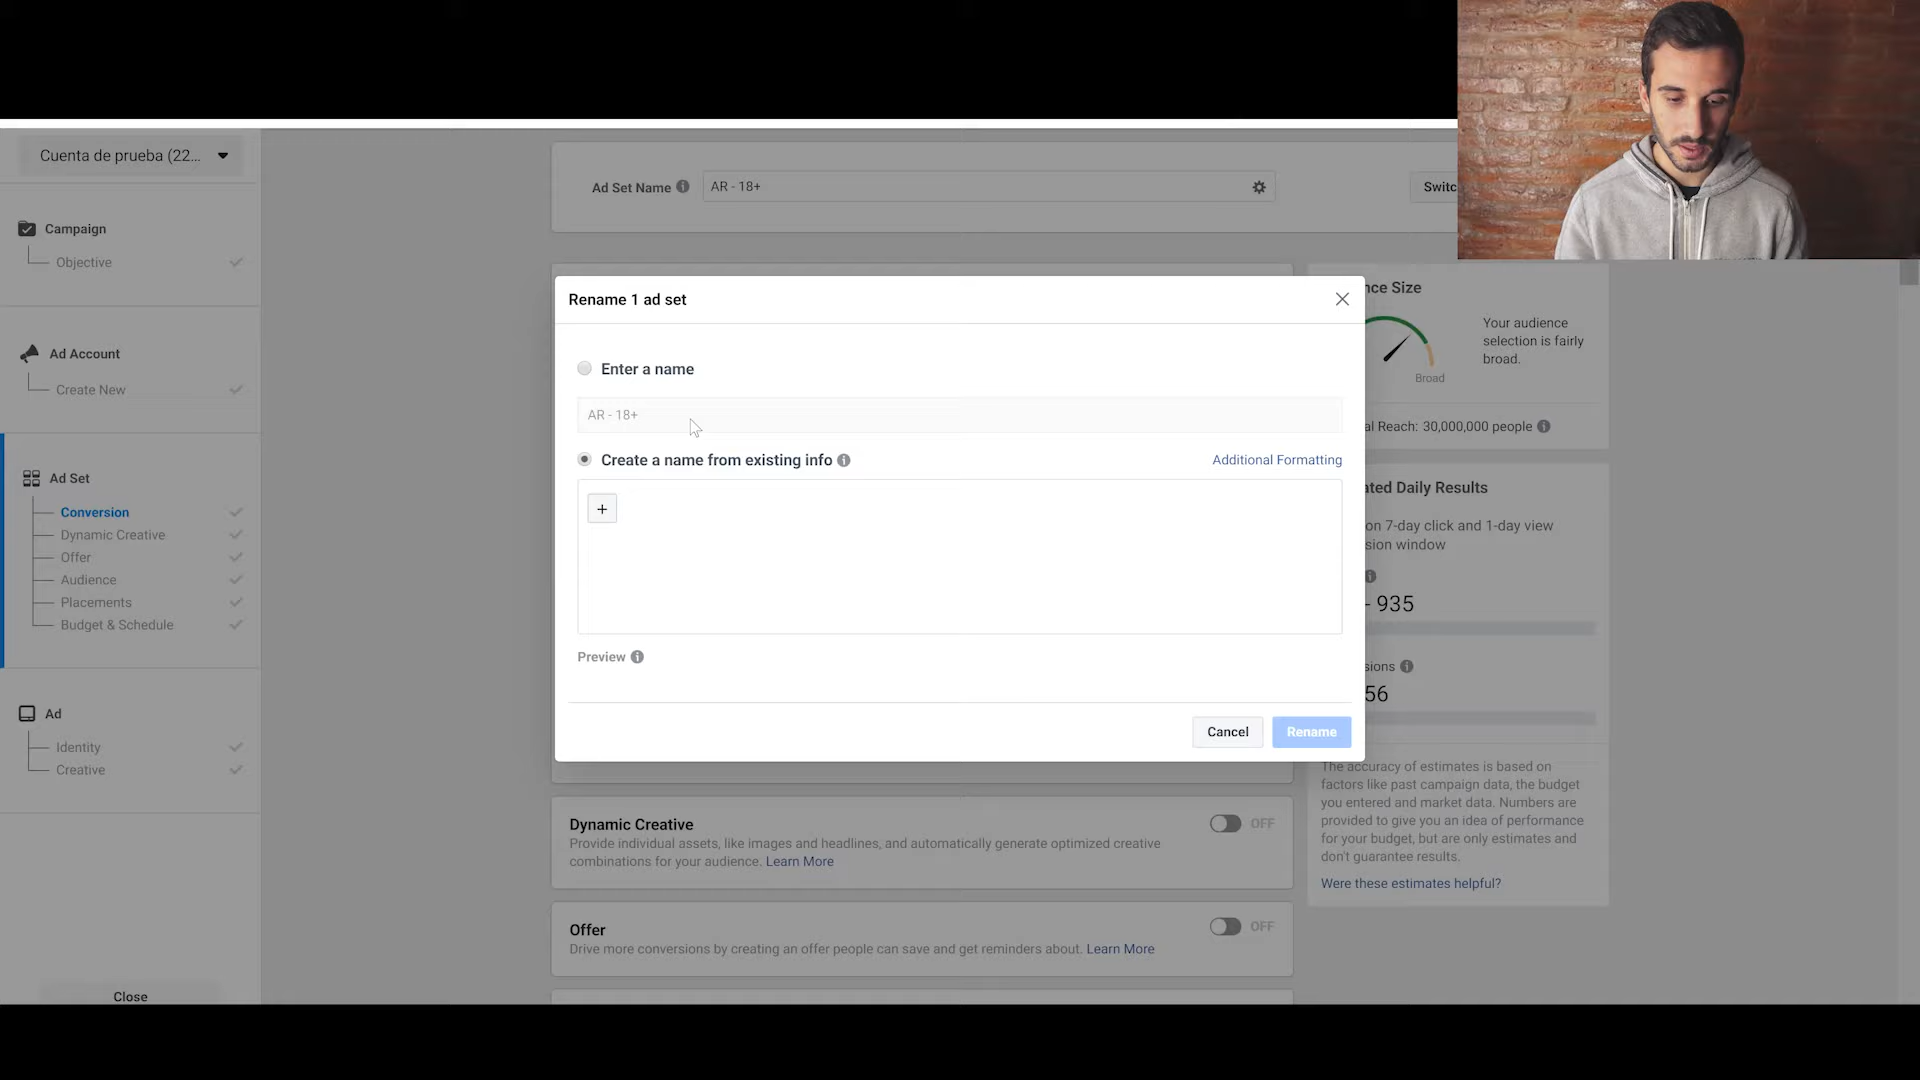 Cuenta de prueba (22...
Campaign
Objective
Ad Account
Create New
Ad Set
Conversion
Dynamic Creative
Offer
Audience
Placements
Budget & Schedule
Ad
Identity
Creative
Close
Ad Set Name
AR - 18+
Switc
Rename 1 ad set
Enter a name
AR - 18+
Create a name from existing info
Additional Formatting
+
Preview
Cancel
Rename
Dynamic Creative
OFF
Provide individual assets, like images and headlines, and automatically generate optimized creative
combinations for your audience. Learn More
Offer
OFF
Drive more conversions by creating an offer people can save and get reminders about. Learn More
nce Size
Your audience
selection is fairly
broad.
Broad
al Reach: 30,000,000 people
ated Daily Results
on 7-day click and 1-day view
sion window
- 935
sions
56
The accuracy of estimates is based on
factors like past campaign data, the budget
you entered and market data. Numbers are
provided to give you an idea of performance
for your budget, but are only estimates and
don't guarantee results.
Were these estimates helpful?